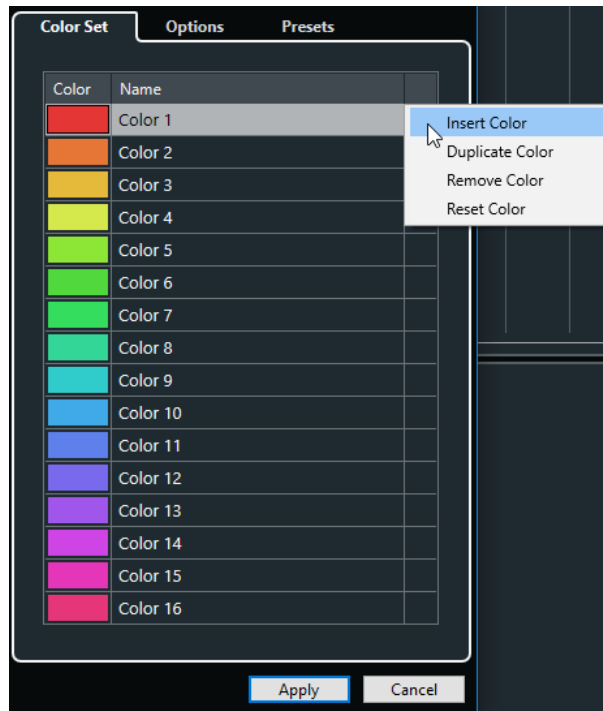 Color Set Options Presets
Color Name
Color 1
Insert Color
Color 2
Duplicate Color
Color 3
Remove Color
Color 4
Reset Color
Color 5
Color 6
Color 7
Color 8
Color 9
Color 10
Color 11
Color 12
Color 13
Color 14
Color 15
Color 16
Apply Cancel